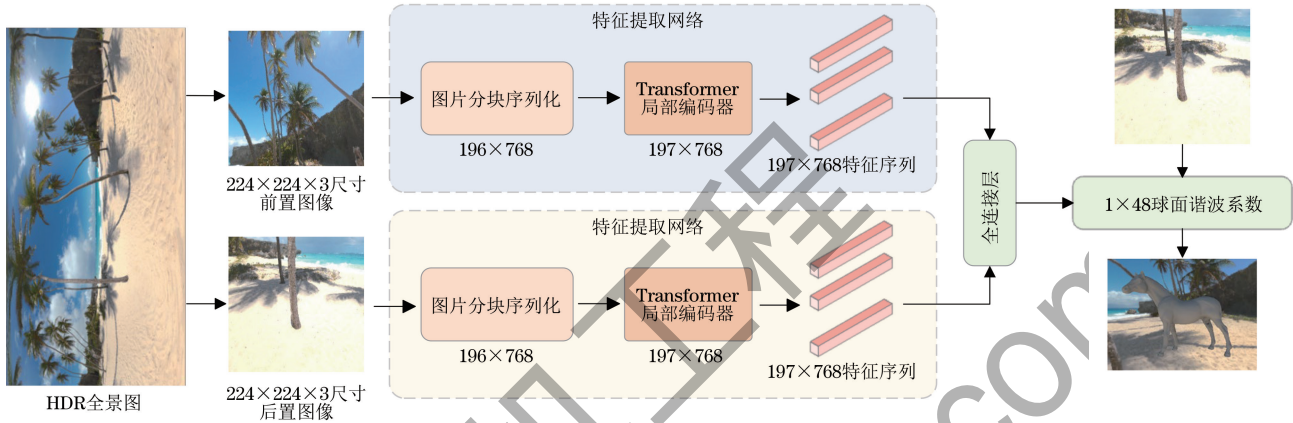 HDR全景图
224×224×3尺寸
前置图像
224×224×3尺寸
后置图像
特征提取网络
图片分块序列化
196×768
Transformer
局部编码器
197×768
197×768特征序列
特征提取网络
图片分块序列化
196×768
Transformer
局部编码器
197×768
197×768特征序列
全连接层
1×48球面谐波系数
工程
.com